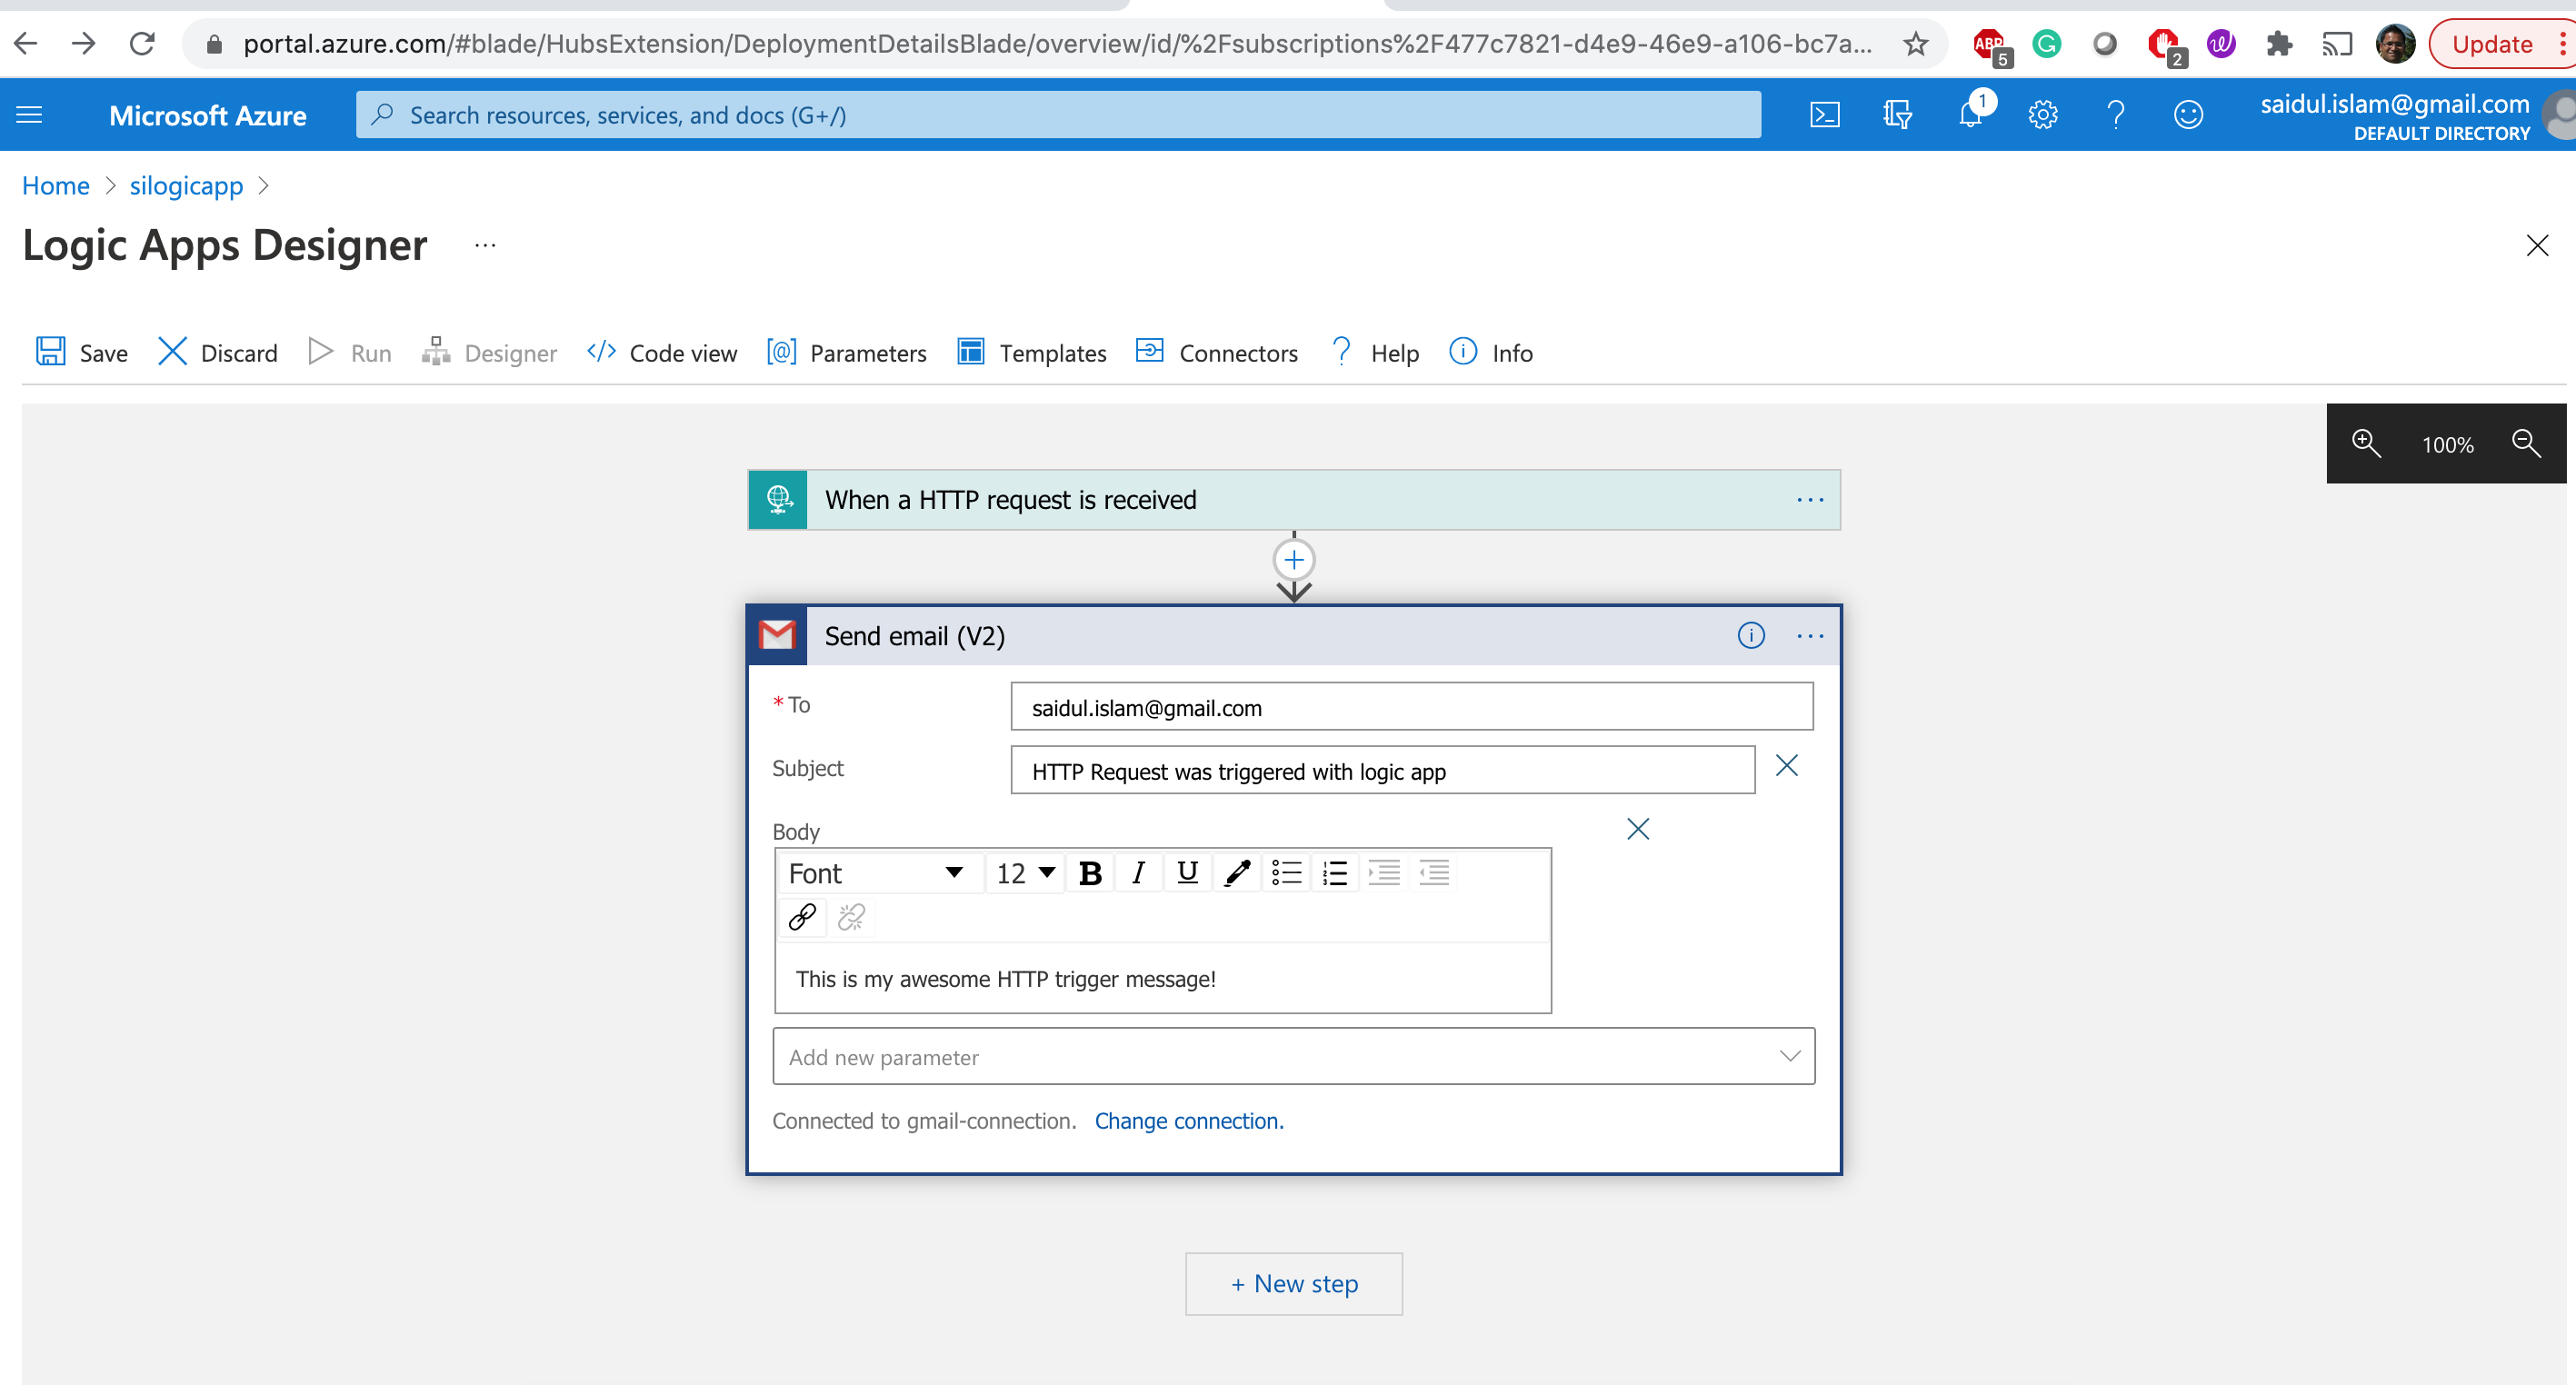 portal.azure.com/#blade/HubsExtension/DeploymentDetailsBlade/overview/id/%2Fsubscriptions%2F477c7821-d4e9-46e9-a106-bc7a...
ABP 5
2
Update
Microsoft Azure
Search resources, services, and docs (G+/)
1
saidul.islam@gmail.com
DEFAULT DIRECTORY
Home > silogicapp >
Logic Apps Designer ...
Save Discard Run Designer Code view Parameters Templates Connectors Help Info
100%
When a HTTP request is received
Send email (V2)
* To
saidul.islam@gmail.com
Subject
HTTP Request was triggered with logic app
Body
Font 12 B I U
This is my awesome HTTP trigger message!
Add new parameter
Connected to gmail-connection. Change connection.
+ New step